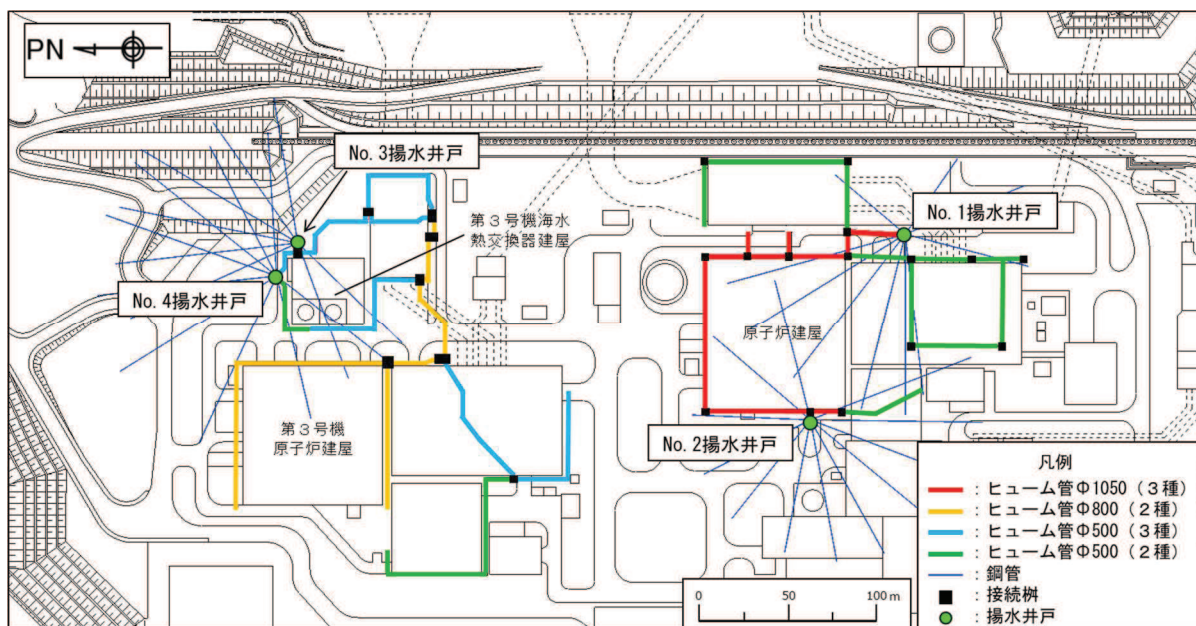 PN
No.3揚水井戸
第3号機海水
熱交換器建屋
No.1揚水井戸
No.4揚水井戸
原子炉建屋
第3号機
原子炉建屋
No.2揚水井戸
凡例
：ヒューム管Φ1050（3種）
：ヒューム管Φ800（2種）
：ヒューム管Φ500（3種）
：ヒューム管Φ500（2種）
：鋼管
：接続桝
：揚水井戸
0 50 100m